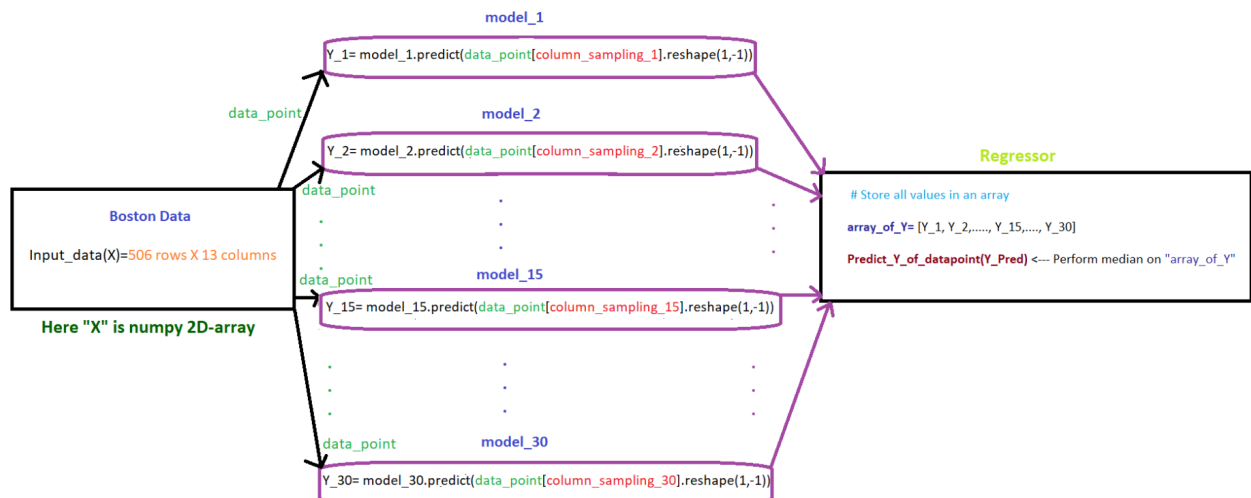 model_1
Y_1= model_1.predict(data_point[column_sampling_1].reshape(1,-1))
data_point
model_2
Y_2= model_2.predict(data_point[column_sampling_2].reshape(1,-1))
data_point
Boston Data
Input_data(X)=506 rows X 13 columns
Here "X" is numpy 2D-array
data_point
model_15
Y_15= model_15.predict(data_point[column_sampling_15].reshape(1,-1))
data_point
model_30
Y_30= model_30.predict(data_point[column_sampling_30].reshape(1,-1))
Regressor
# Store all values in an array
array_of_Y= [Y_1, Y_2,....., Y_15,...., Y_30]
Predict_Y_of_datapoint(Y_Pred) <--- Perform median on "array_of_Y"